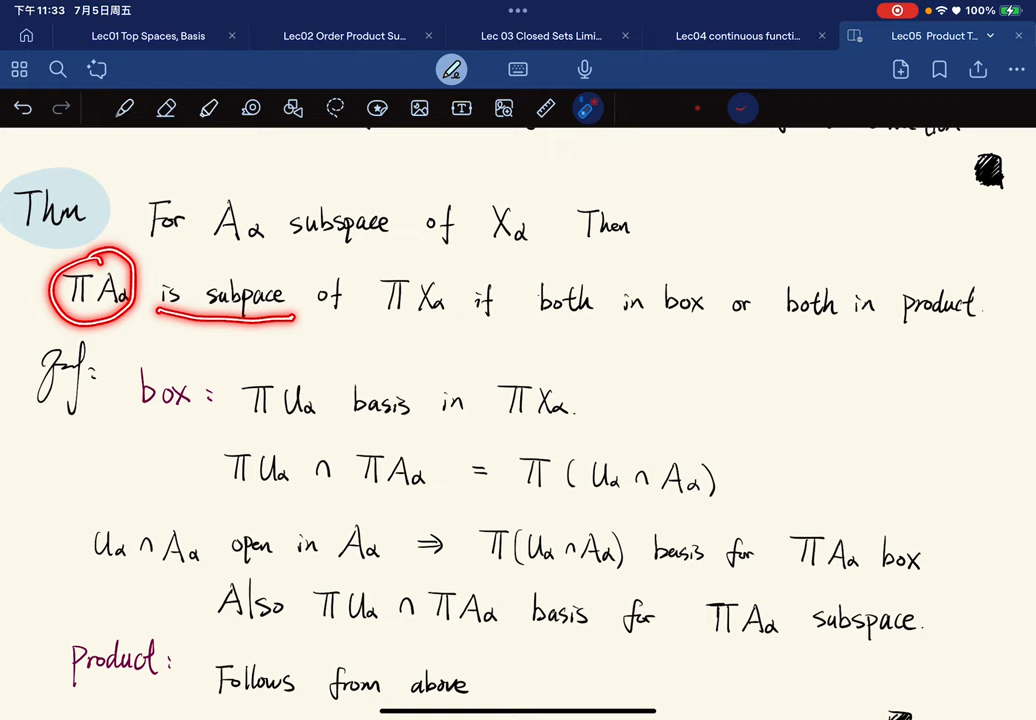 下午11:33 7月5日周五
100%
Lec01 Top Spaces, Basis
Lec02 Order Product Su...
Lec 03 Closed Sets Limi...
Lec04 continuous functi...
Lec05 Product T...
Thm For Aα subspace of Xα Then
πAα is subpace of πXα if both in box or both in product.
box: πUα basis in πXα.
πUα ∩ πAα = π(Uα ∩ Aα)
Uα ∩ Aα open in Aα ⇒ π(Uα ∩ Aα) basis for πAα box
Also πUα ∩ πAα basis for πAα subspace.
product: Follows from above